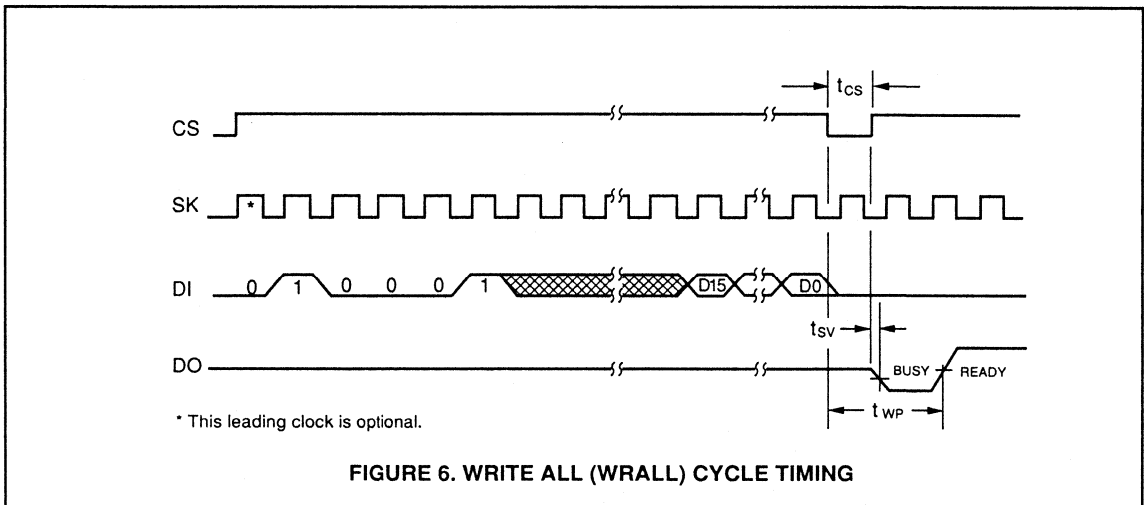 tCS
CS
SK *
DI 0 1 0 0 0 1 D15 D0
tSV
DO BUSY READY
tWP
* This leading clock is optional.
FIGURE 6. WRITE ALL (WRALL) CYCLE TIMING